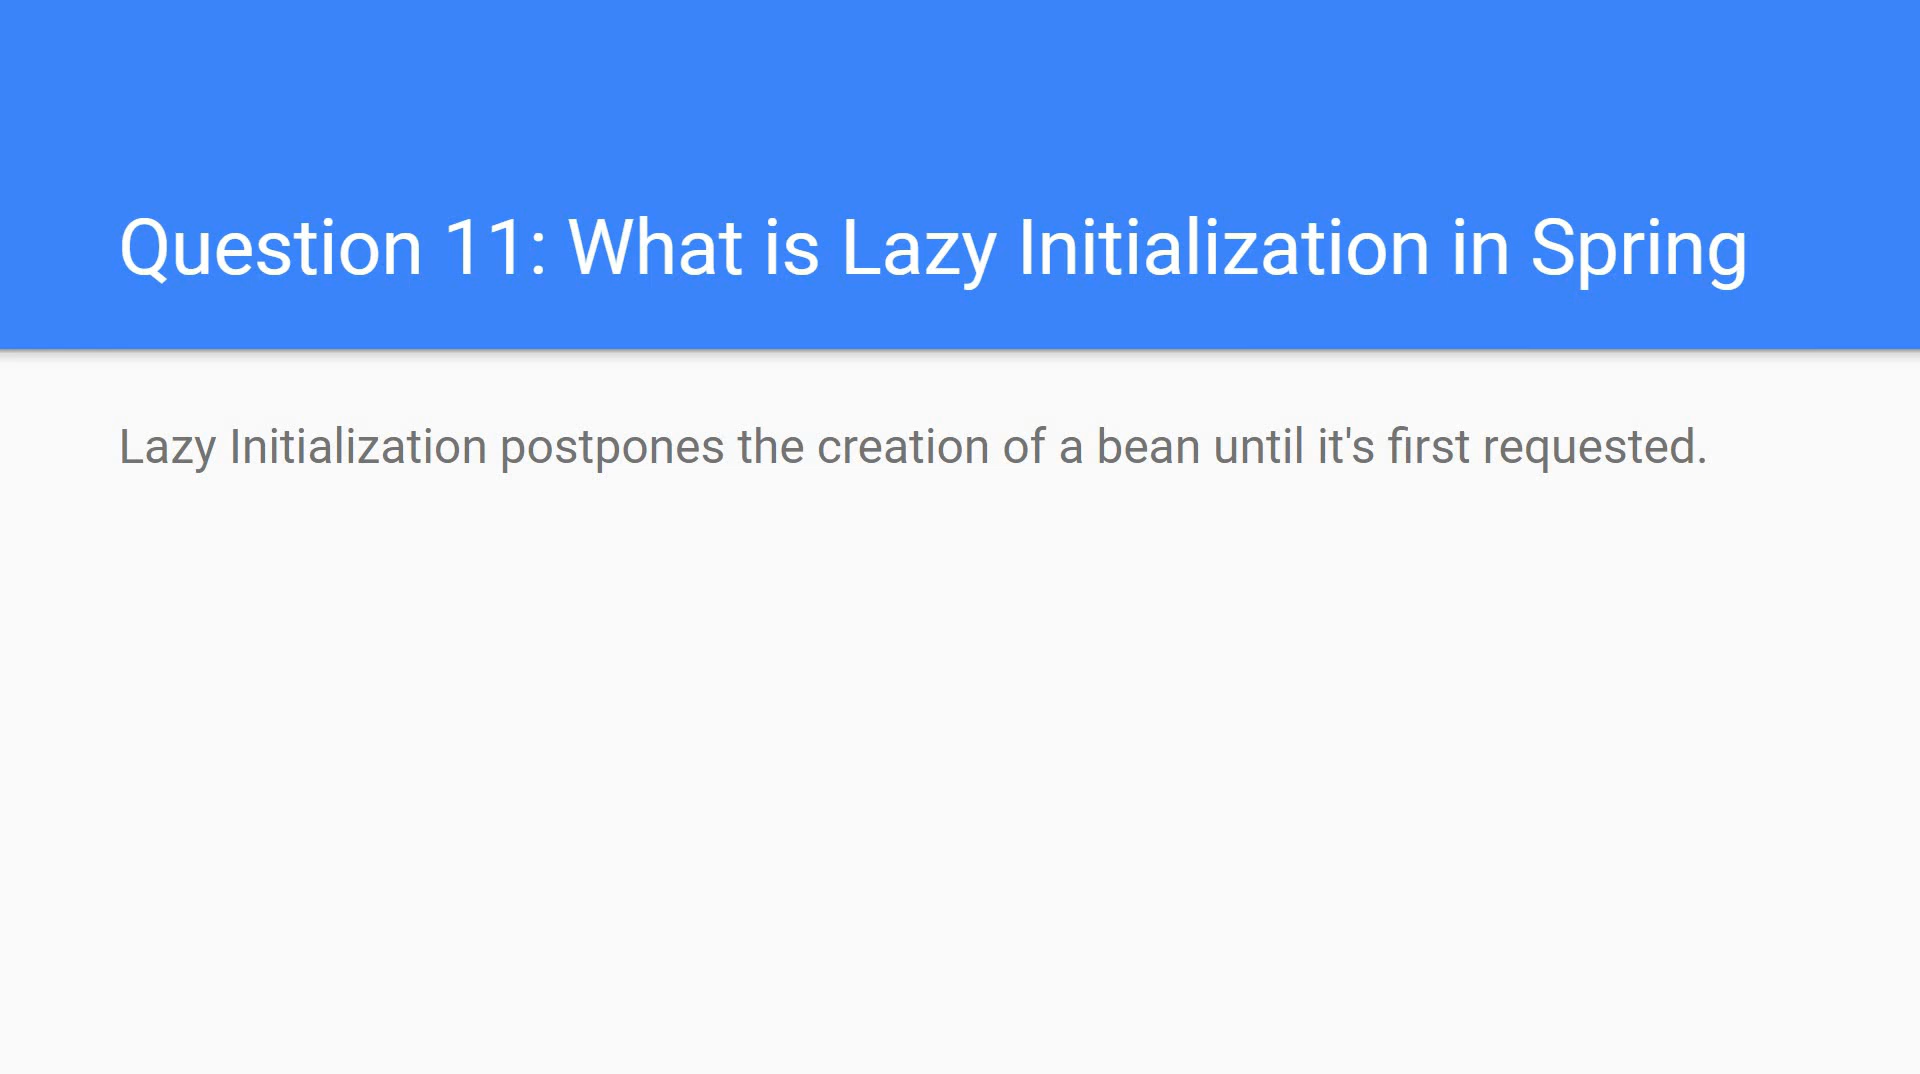 Question 11: What is Lazy Initialization in Spring
Lazy Initialization postpones the creation of a bean until it's first requested.